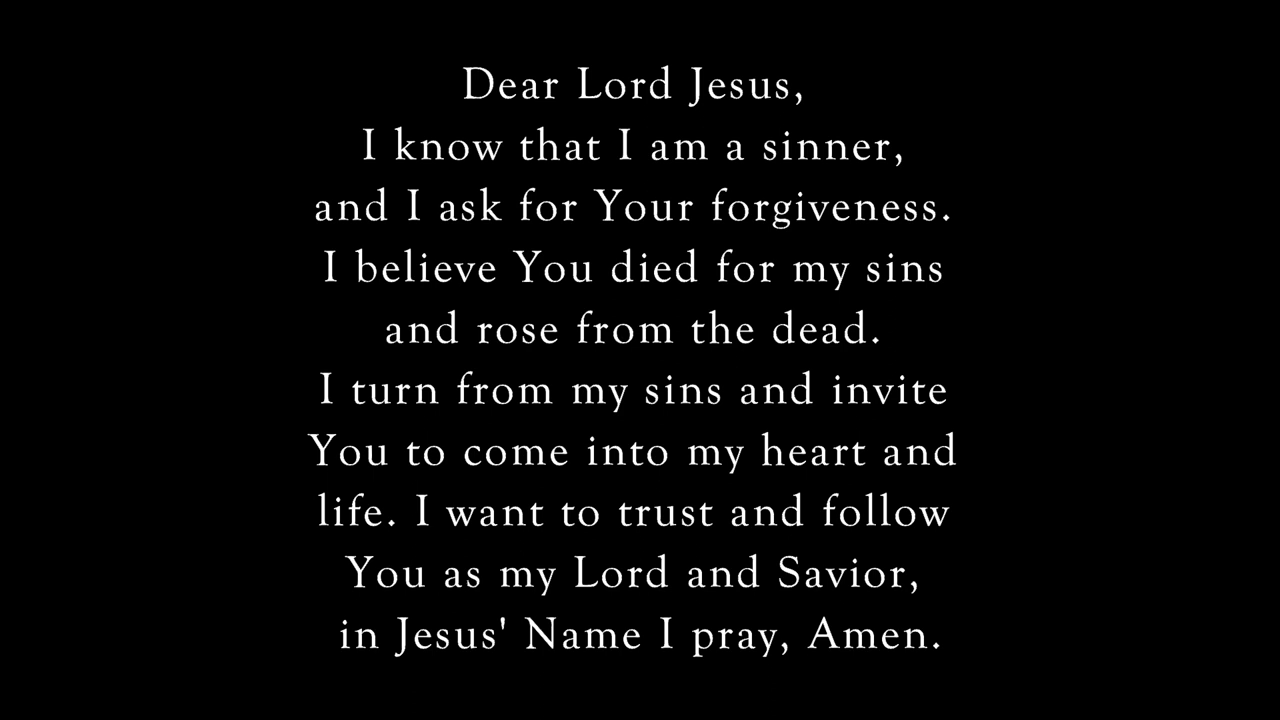 Dear Lord Jesus,
I know that I am a sinner,
and I ask for Your forgiveness.
I believe You died for my sins
and rose from the dead.
I turn from my sins and invite
You to come into my heart and
life. I want to trust and follow
You as my Lord and Savior,
in Jesus' Name I pray, Amen.